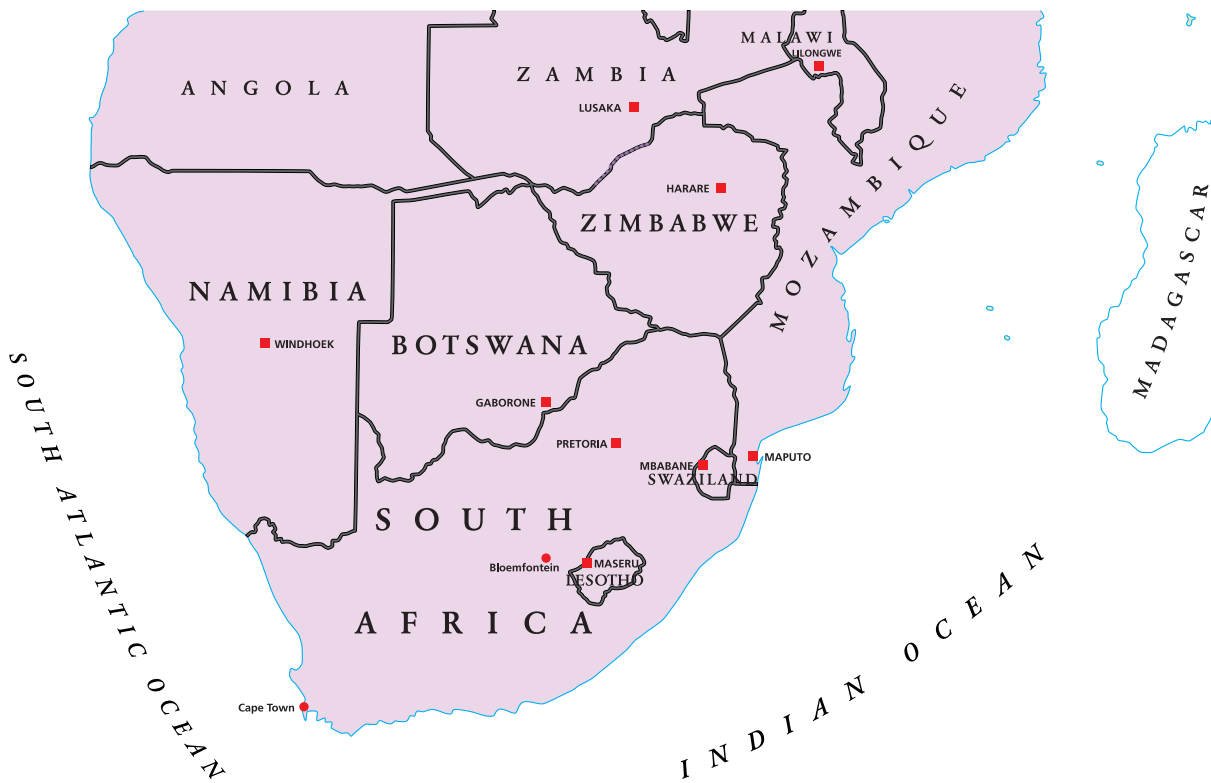 MALAWI
LILONGWE
ZAMBIA
ANGOLA
LUSAKA
MOZAMBIQUE
HARARE
ZIMBABWE
MADAGASCAR
NAMIBIA
WINDHOEK
BOTSWANA
GABORONE
PRETORIA
MAPUTO
MBABANE
SWAZILAND
SOUTH ATLANTIC OCEAN
SOUTH
Bloemfontein
MASERU
LESOTHO
AFRICA
Cape Town
INDIAN OCEAN